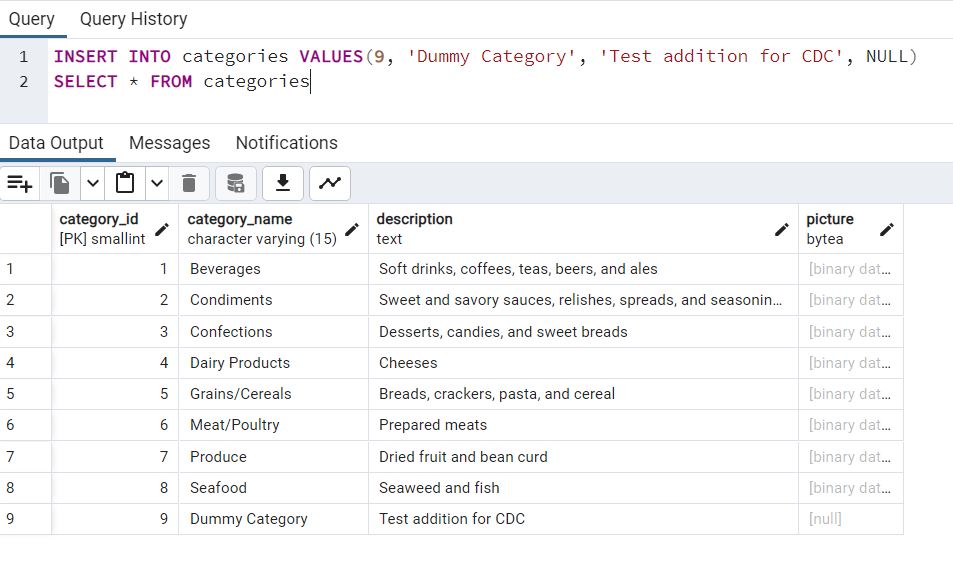 Query Query History
1 INSERT INTO categories VALUES(9, 'Dummy Category', 'Test addition for CDC', NULL)
2 SELECT * FROM categories
Data Output Messages Notifications
category_id category_name description picture
[PK] smallint character varying (15) text bytea
1 1 Beverages Soft drinks, coffees, teas, beers, and ales [binary dat...
2 2 Condiments Sweet and savory sauces, relishes, spreads, and seasonin... [binary dat...
3 3 Confections Desserts, candies, and sweet breads [binary dat...
4 4 Dairy Products Cheeses [binary dat...
5 5 Grains/Cereals Breads, crackers, pasta, and cereal [binary dat...
6 6 Meat/Poultry Prepared meats [binary dat...
7 7 Produce Dried fruit and bean curd [binary dat...
8 8 Seafood Seaweed and fish [binary dat...
9 9 Dummy Category Test addition for CDC [null]